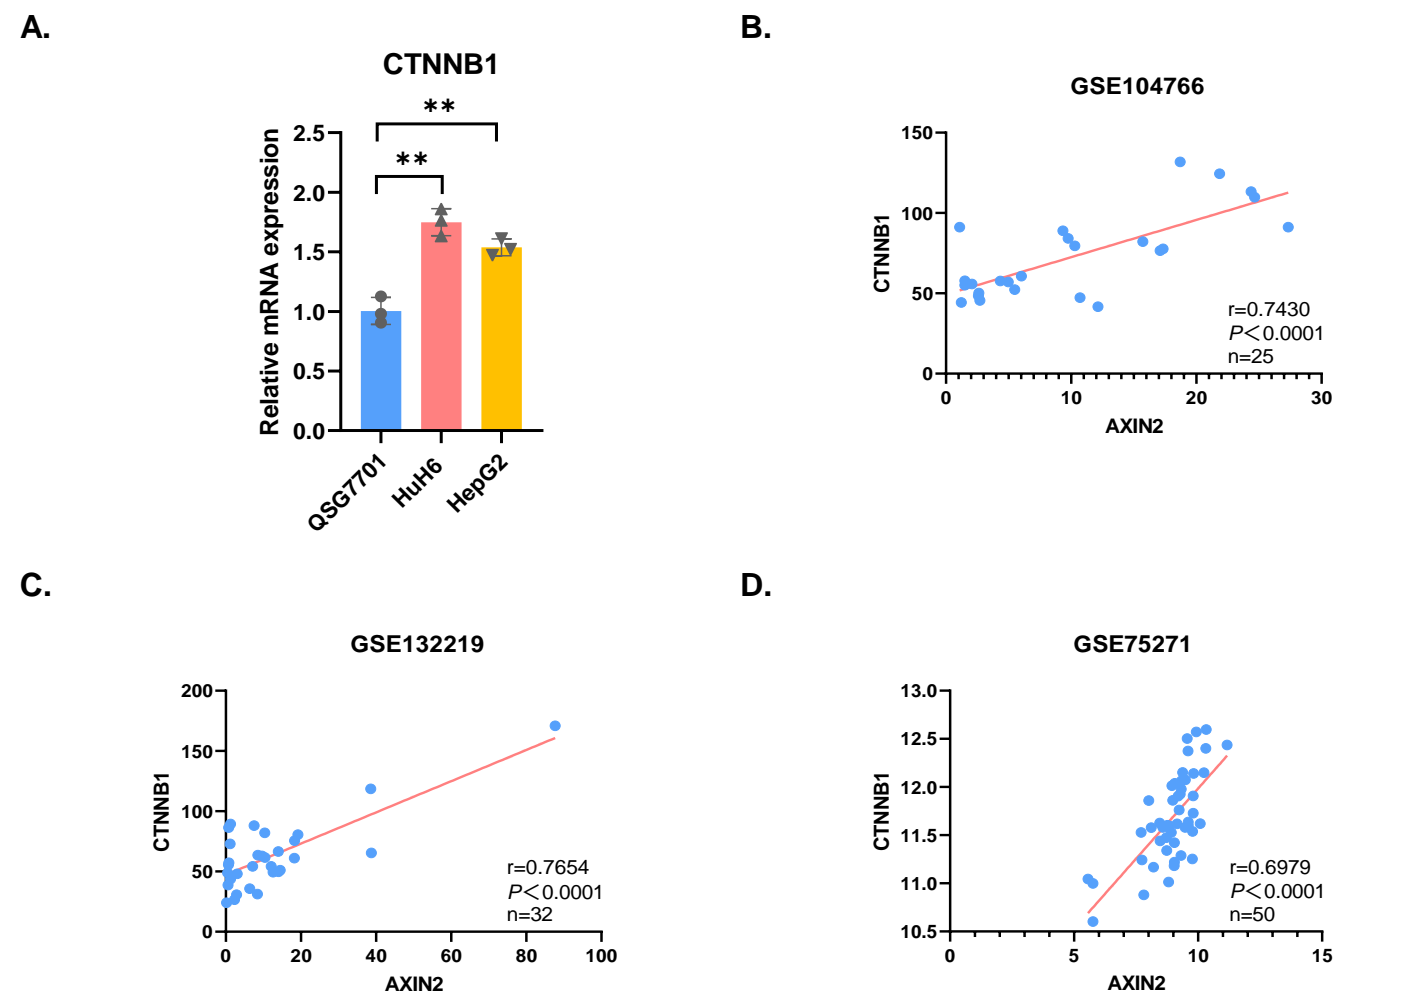 A.
CTNNB1
**
**
Relative mRNA expression
2.5
2.0
1.5
1.0
0.5
0.0
QSG7701
HuH6
HepG2
B.
GSE104766
CTNNB1
150
100
50
0
0 10 20 30
AXIN2
r=0.7430
P<0.0001
n=25
C.
GSE132219
CTNNB1
200
150
100
50
0
0 20 40 60 80 100
AXIN2
r=0.7654
P<0.0001
n=32
D.
GSE75271
CTNNB1
13.0
12.5
12.0
11.5
11.0
10.5
0 5 10 15
AXIN2
r=0.6979
P<0.0001
n=50